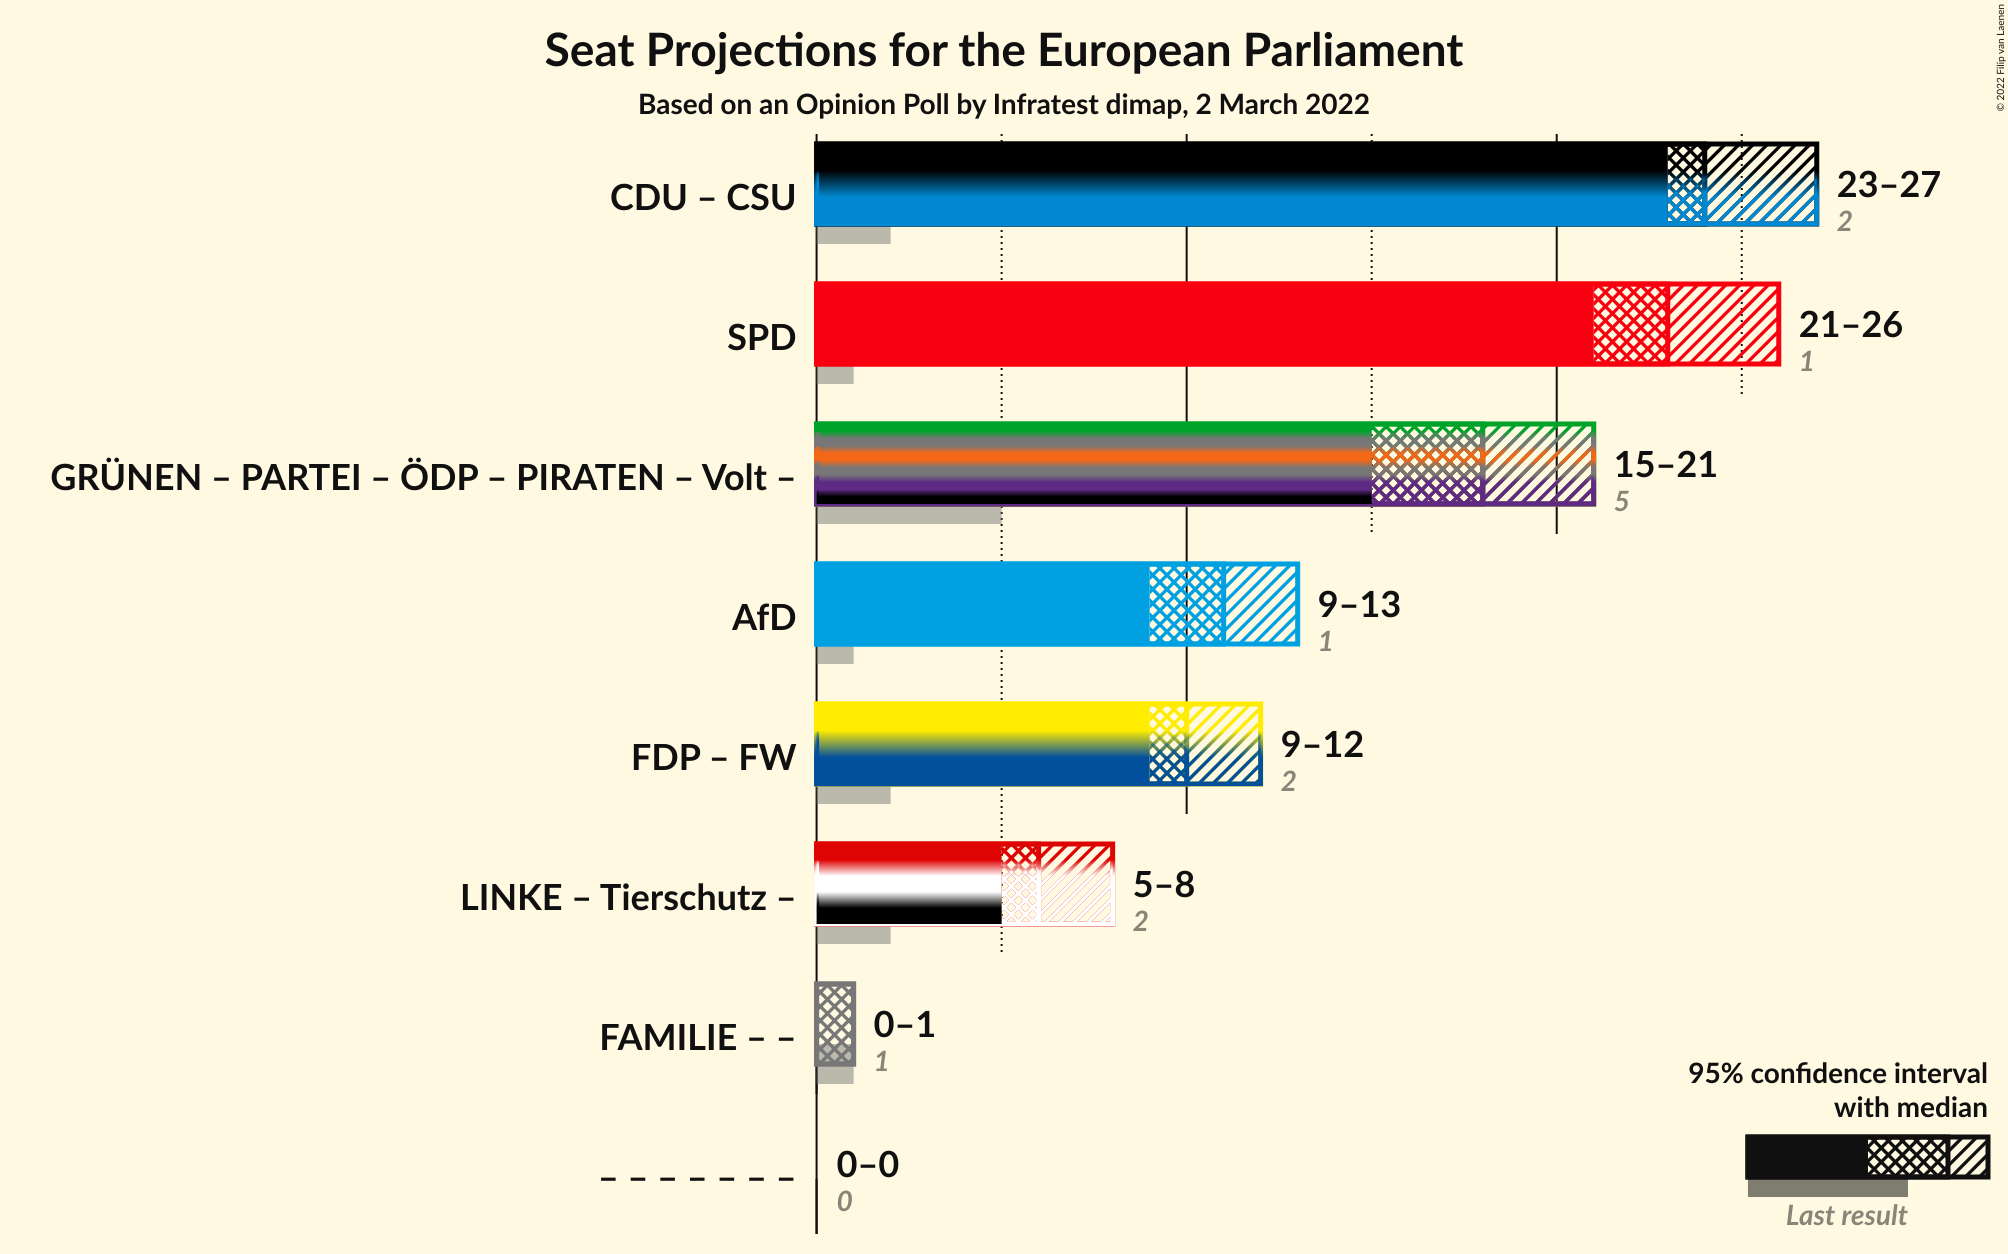 Seat Projections for the European Parliament
Based on an Opinion Poll by Infratest dimap, 2 March 2022
© 2022 Filip van Laenen
CDU – CSU
23–27
2
SPD
21–26
1
GRÜNEN – PARTEI – ÖDP – PIRATEN – Volt –
15–21
5
AfD
9–13
1
FDP – FW
9–12
2
LINKE – Tierschutz –
5–8
2
FAMILIE – –
0–1
1
– – – – – – –
0–0
0
95% confidence interval
with median
Last result